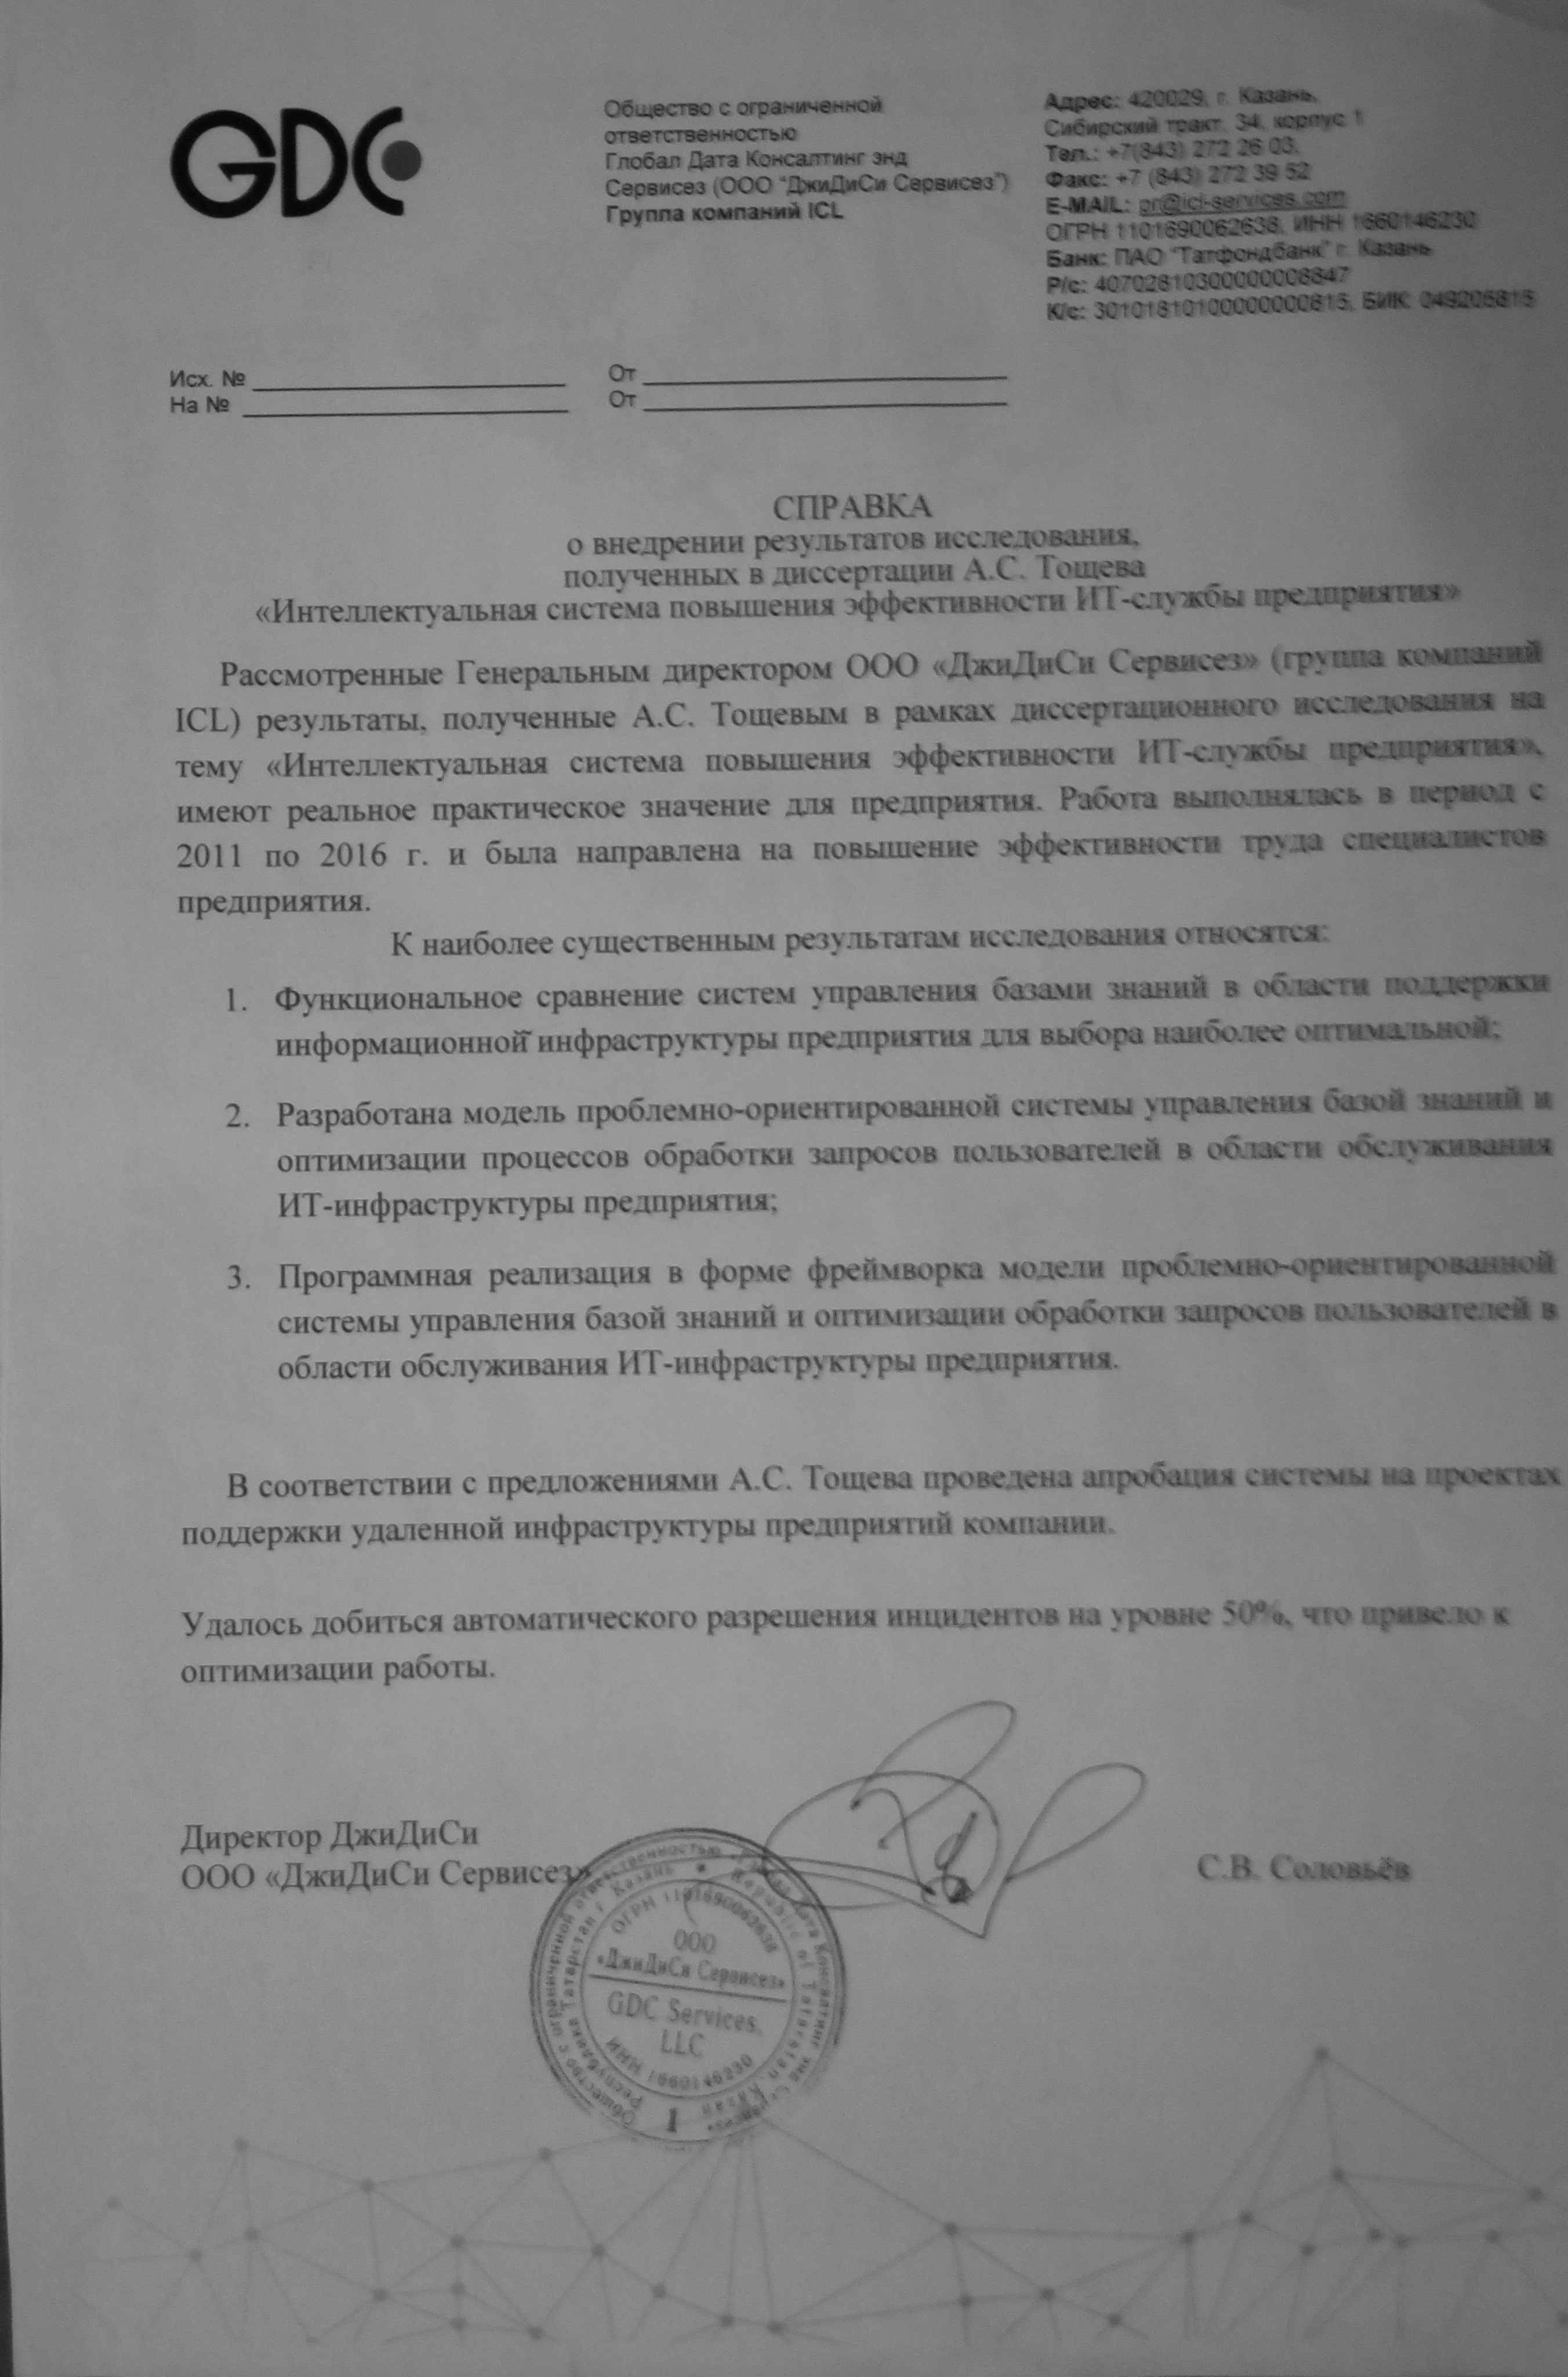 GDC
Общество с ограниченной
ответственностью
Глобал Дата Консалтинг энд
Сервисез (ООО "ДжиДиСи Сервисез")
Группа компаний ICL
Адрес: 420029, г. Казань,
Сибирский тракт, 34, корпус 1
Тел.: +7(843) 272 26 03,
Факс: +7 (843) 272 39 52
E-MAIL: pr@icl-services.com
ОГРН 1101690062638, ИНН 1660146230
Банк: ПАО "Татфондбанк" г. Казань
Р/с: 40702810300000008847
К/с: 30101810100000000815, БИК: 049205815
Исх. № От
На № От
СПРАВКА
о внедрении результатов исследования,
полученных в диссертации А.С. Тощева
«Интеллектуальная система повышения эффективности ИТ-службы предприятия»
Рассмотренные Генеральным директором ООО «ДжиДиСи Сервисез» (группа компаний
ICL) результаты, полученные А.С. Тощевым в рамках диссертационного исследования на
тему «Интеллектуальная система повышения эффективности ИТ-службы предприятия»,
имеют реальное практическое значение для предприятия. Работа выполнялась в период с
2011 по 2016 г. и была направлена на повышение эффективности труда специалистов
предприятия.
К наиболее существенным результатам исследования относятся:
1. Функциональное сравнение систем управления базами знаний в области поддержки
информационной инфраструктуры предприятия для выбора наиболее оптимальной;
2. Разработана модель проблемно-ориентированной системы управления базой знаний и
оптимизации процессов обработки запросов пользователей в области обслуживания
ИТ-инфраструктуры предприятия;
3. Программная реализация в форме фреймворка модели проблемно-ориентированной
системы управления базой знаний и оптимизации обработки запросов пользователей в
области обслуживания ИТ-инфраструктуры предприятия.
В соответствии с предложениями А.С. Тощева проведена апробация системы на проектах
поддержки удаленной инфраструктуры предприятий компании.
Удалось добиться автоматического разрешения инцидентов на уровне 50%, что привело к
оптимизации работы.
Директор ДжиДиСи
ООО «ДжиДиСи Сервисез»
С.В. Соловьёв
Общество с ограниченной ответственностью «Глобал Дата Консалтинг энд Сервисез»
Республика Татарстан г. Казань • Republic of Tatarstan, Kazan
ОГРН 1101690062638
ООО
«ДжиДиСи Сервисез»
GDC Services,
LLC
ИНН 1660146230
1